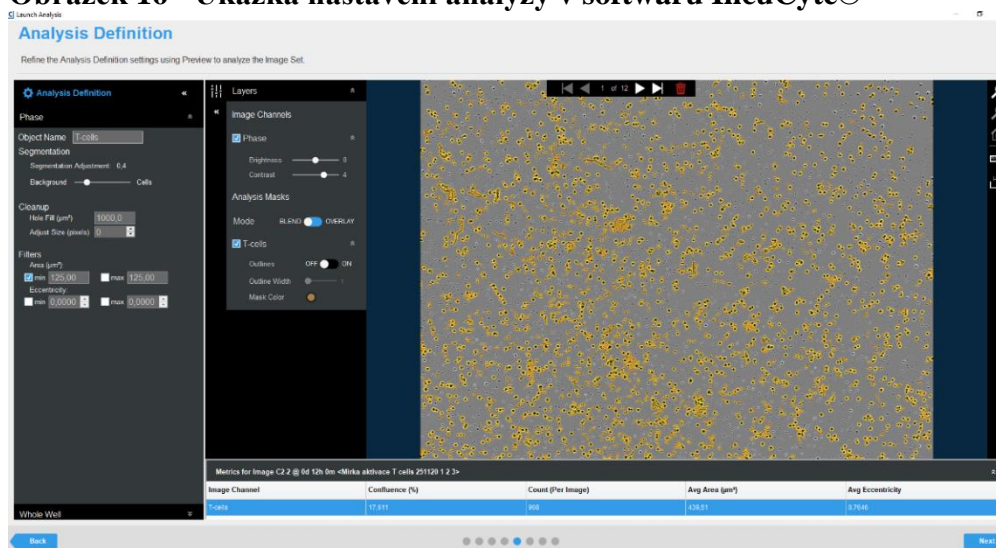 Obrázek 16 - Ukázka nastavení analýzy v softwaru IncuCyte®
Launch Analysis
Analysis Definition
Refine the Analysis Definition settings using Preview to analyze the Image Set.
Analysis Definition
Phase
Object Name T-cells
Segmentation
Segmentation Adjustment: 0,4
Background Cells
Cleanup
Hole Fill (µm²) 1000,0
Adjust Size (pixels) 0
Filters
Area (µm²)
min 125,00 max 125,00
Eccentricity
min 0,0000 max 0,0000
Whole Well
Layers
Image Channels
Phase
Brightness 0
Contrast 4
Analysis Masks
Mode BLEND OVERLAY
T-cells
Outlines OFF ON
Outline Width 1
Mask Color
1 of 12
Metrics for Image C2.2 @ 0d 12h 0m <Mirka aktivace T cells 251120 1 2 3>
Image Channel Confluence (%) Count (Per Image) Avg Area (µm²) Avg Eccentricity
T-cells 17,611 0,7646
Back
Next